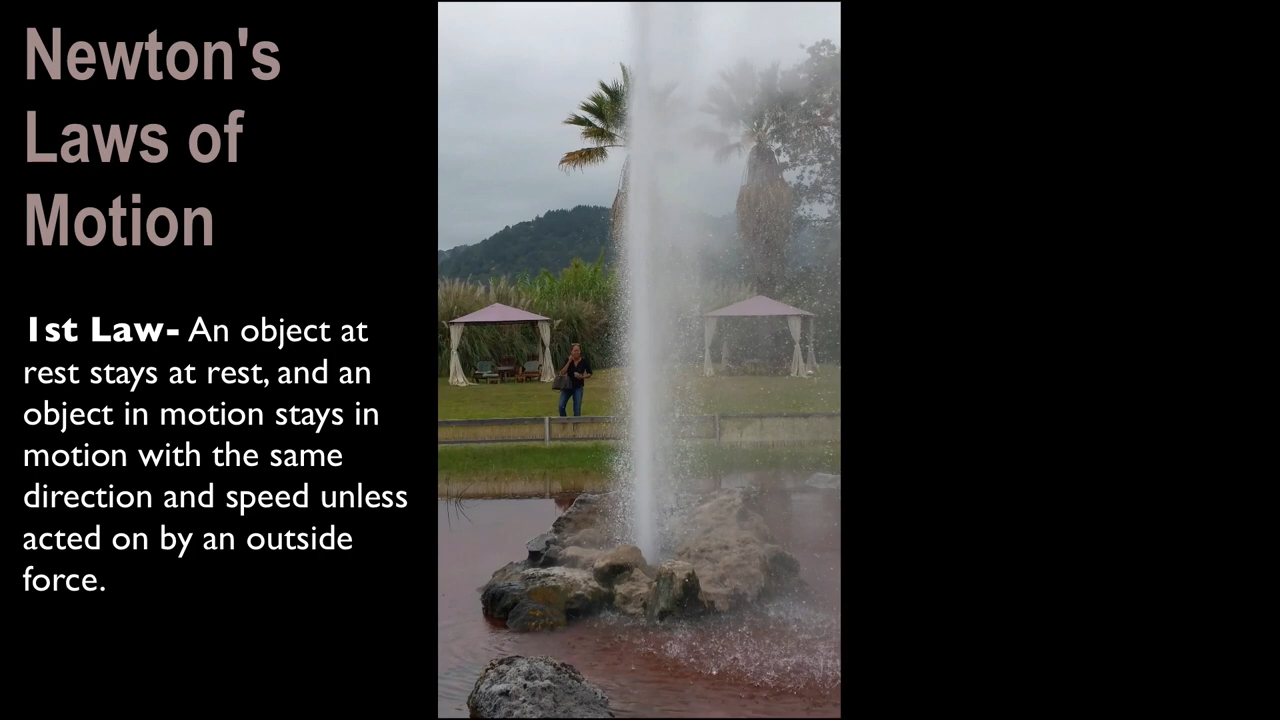 Newton's
Laws of
Motion
1st Law- An object at
rest stays at rest, and an
object in motion stays in
motion with the same
direction and speed unless
acted on by an outside
force.